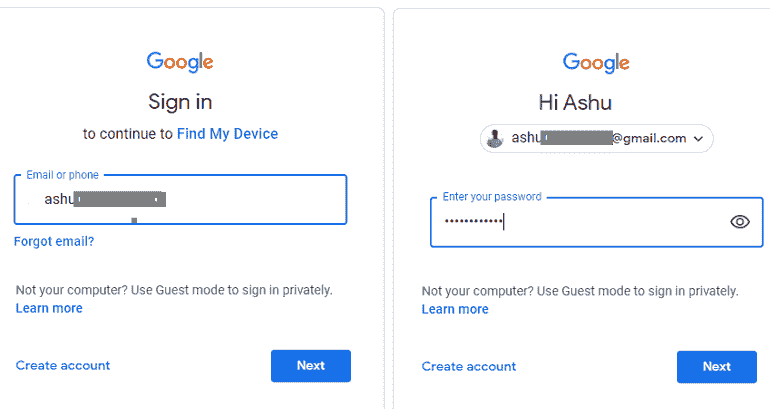 Google
Sign in
to continue to Find My Device
Email or phone
ashu
Forgot email?
Not your computer? Use Guest mode to sign in privately.
Learn more
Create account
Next
Google
Hi Ashu
ashu @gmail.com
Enter your password
••••••••••••
Not your computer? Use Guest mode to sign in privately.
Learn more
Create account
Next